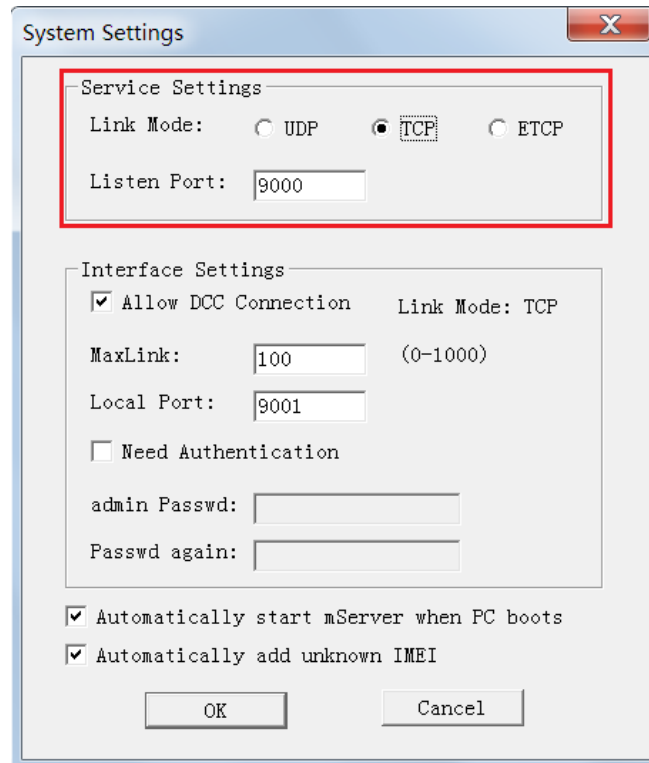 System Settings
Service Settings
Link Mode: UDP TCP ETCP
Listen Port: 9000
Interface Settings
Allow DCC Connection Link Mode: TCP
MaxLink: 100 (0-1000)
Local Port: 9001
Need Authentication
admin Passwd:
Passwd again:
Automatically start mServer when PC boots
Automatically add unknown IMEI
OK Cancel